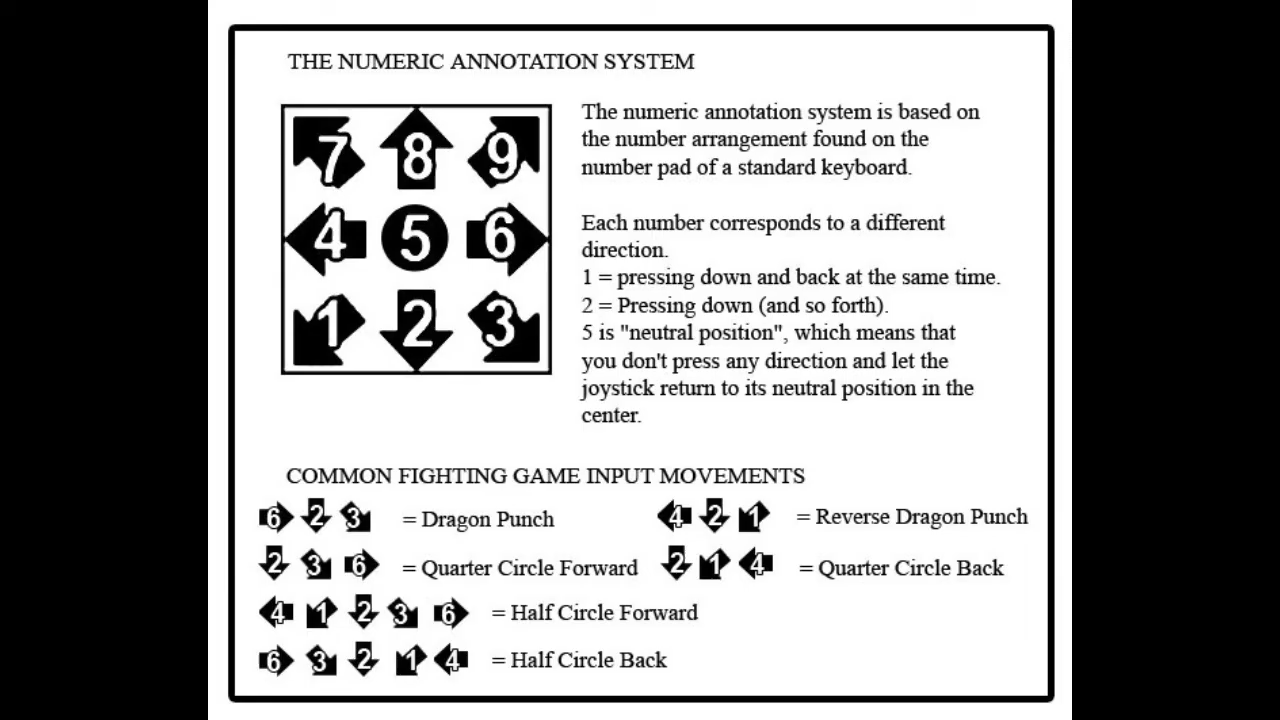 THE NUMERIC ANNOTATION SYSTEM
7 8 9
4 5 6
1 2 3
The numeric annotation system is based on
the number arrangement found on the
number pad of a standard keyboard.
Each number corresponds to a different
direction.
1 = pressing down and back at the same time.
2 = Pressing down (and so forth).
5 is "neutral position", which means that
you don't press any direction and let the
joystick return to its neutral position in the
center.
COMMON FIGHTING GAME INPUT MOVEMENTS
6 2 3 = Dragon Punch
4 2 1 = Reverse Dragon Punch
2 3 6 = Quarter Circle Forward
2 1 4 = Quarter Circle Back
4 1 2 3 6 = Half Circle Forward
6 3 2 1 4 = Half Circle Back